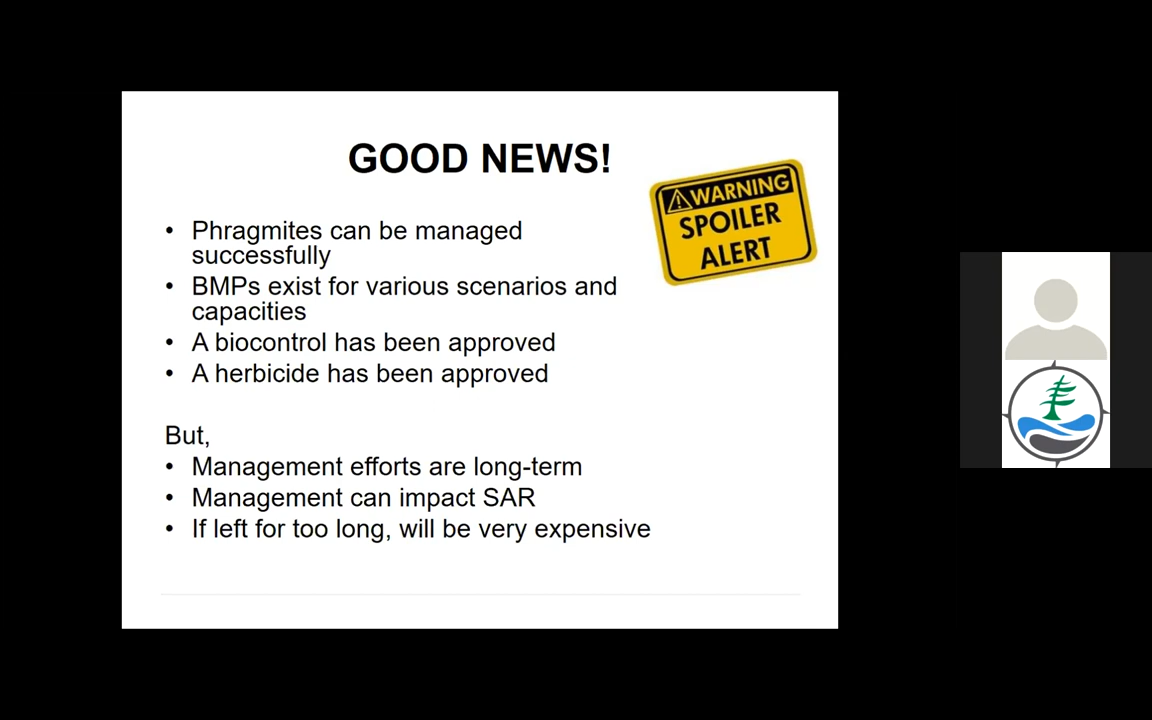 GOOD NEWS!
WARNING
SPOILER
ALERT
• Phragmites can be managed
successfully
• BMPs exist for various scenarios and
capacities
• A biocontrol has been approved
• A herbicide has been approved
But,
• Management efforts are long-term
• Management can impact SAR
• If left for too long, will be very expensive